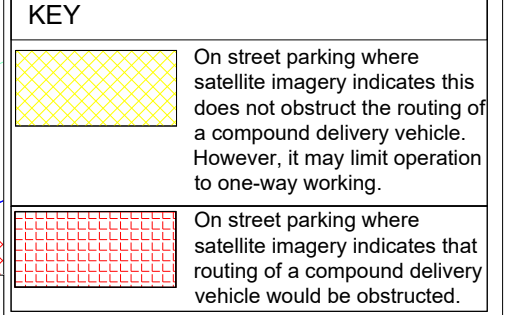 KEY
On street parking where
satellite imagery indicates this
does not obstruct the routing of
a compound delivery vehicle.
However, it may limit operation
to one-way working.
On street parking where
satellite imagery indicates that
routing of a compound delivery
vehicle would be obstructed.